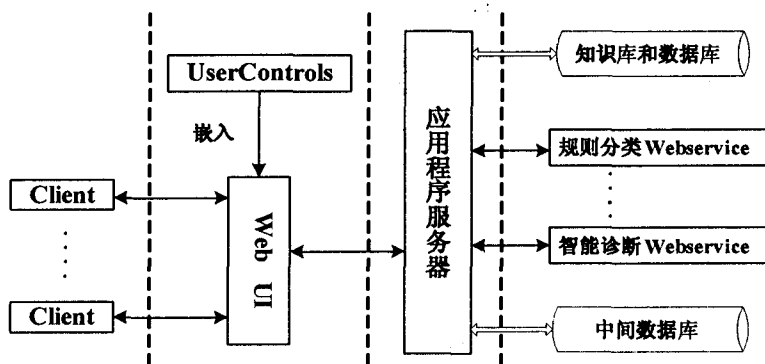 UserControls
嵌入
Client
Client
Web UI
应用程序服务器
知识库和数据库
规则分类Webservice
智能诊断Webservice
中间数据库